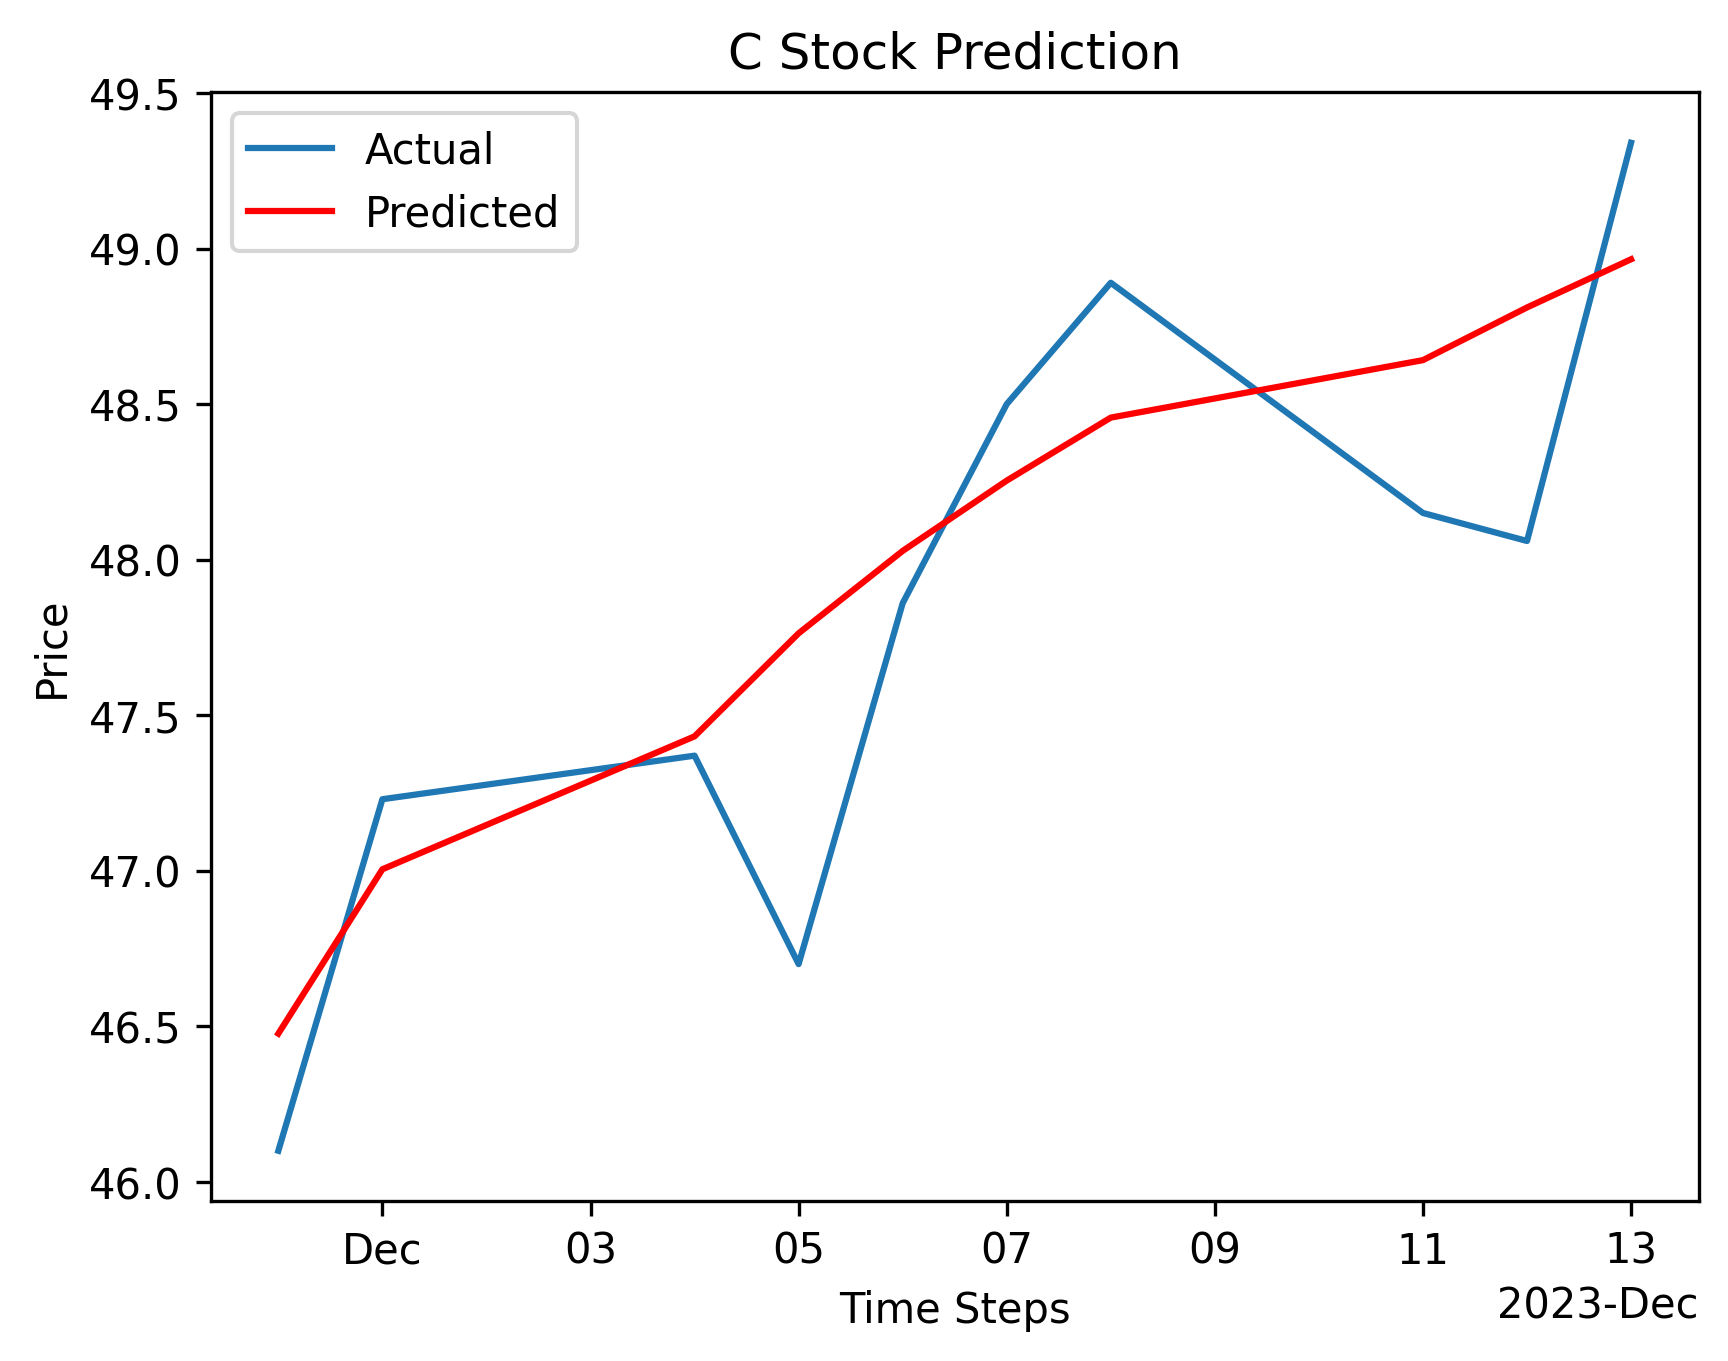 C Stock Prediction
49.5
49.0
48.5
48.0
47.5
47.0
46.5
46.0
Price
Actual
Predicted
Dec 03 05 07 09 11 13
2023-Dec
Time Steps